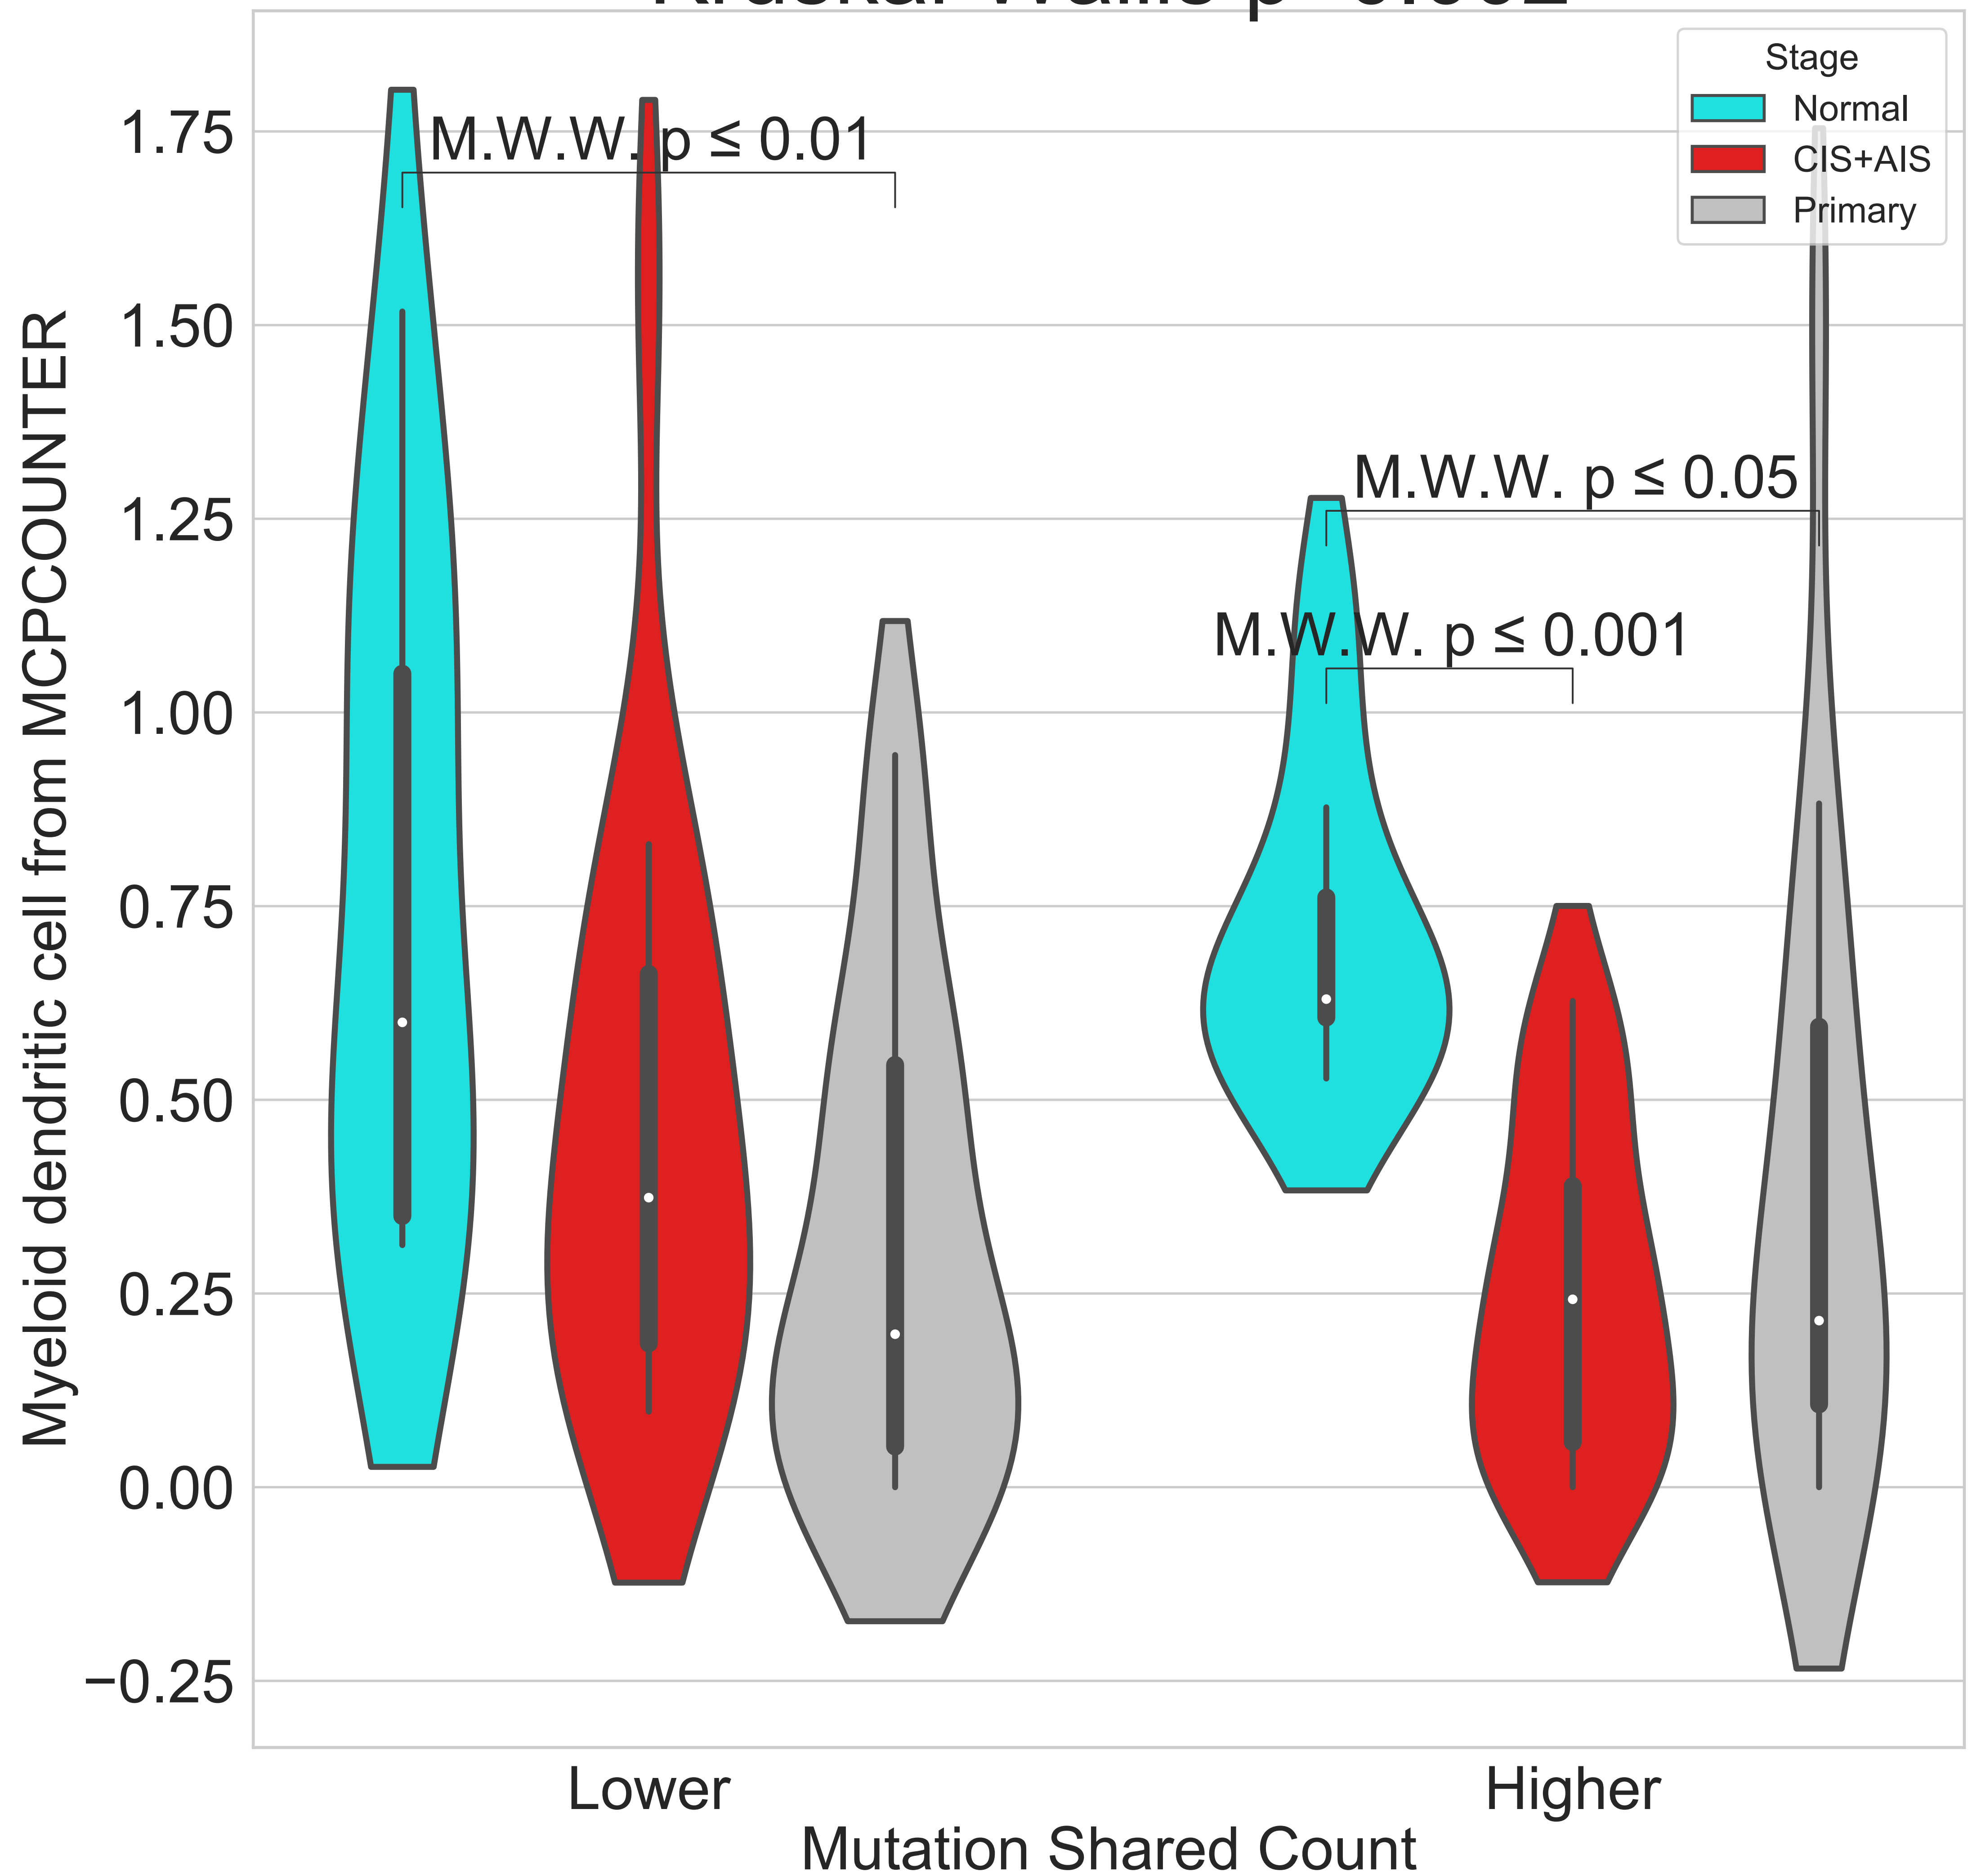 Stage
Normal
CIS+AIS
Primary
M.W.W. p ≤ 0.01
M.W.W. p ≤ 0.05
M.W.W. p ≤ 0.001
Myeloid dendritic cell from MCPCOUNTER
1.75
1.50
1.25
1.00
0.75
0.50
0.25
0.00
−0.25
Lower
Higher
Mutation Shared Count